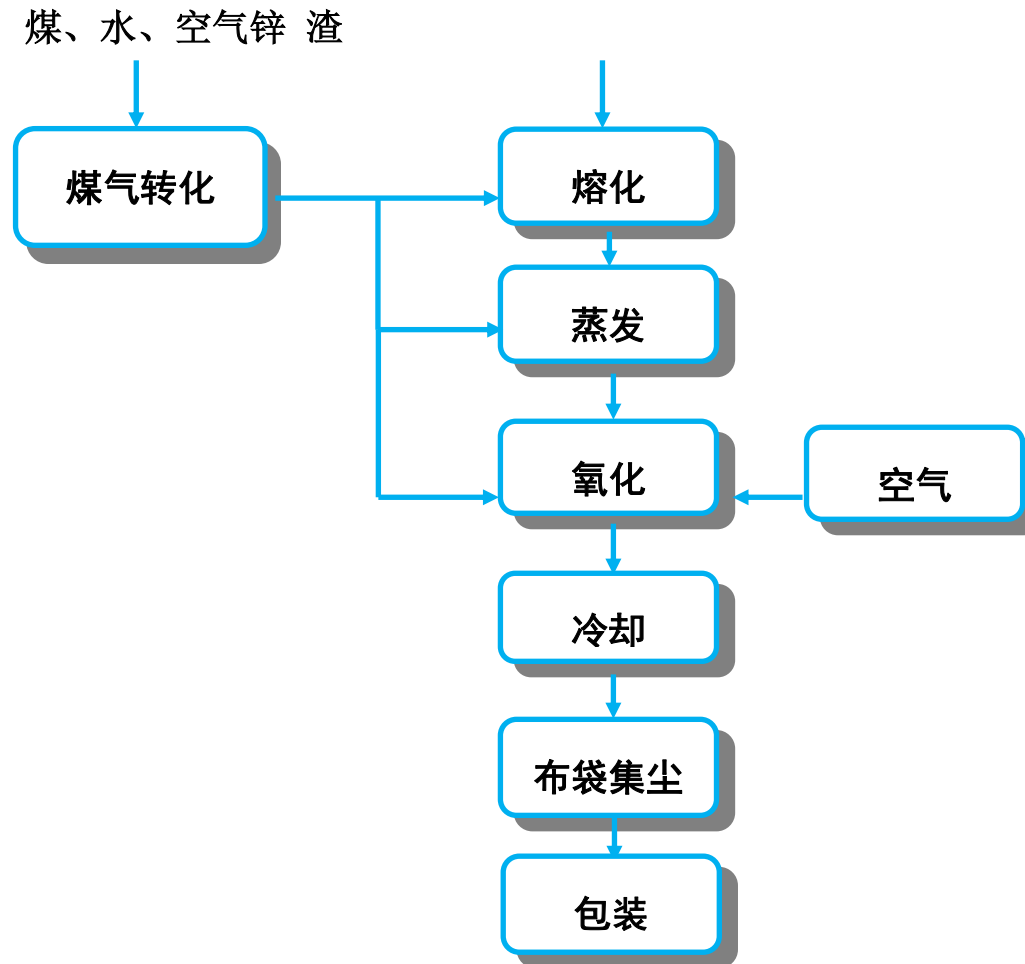 煤、水、空气锌 渣
煤气转化
熔化
蒸发
氧化
空气
冷却
布袋集尘
包装